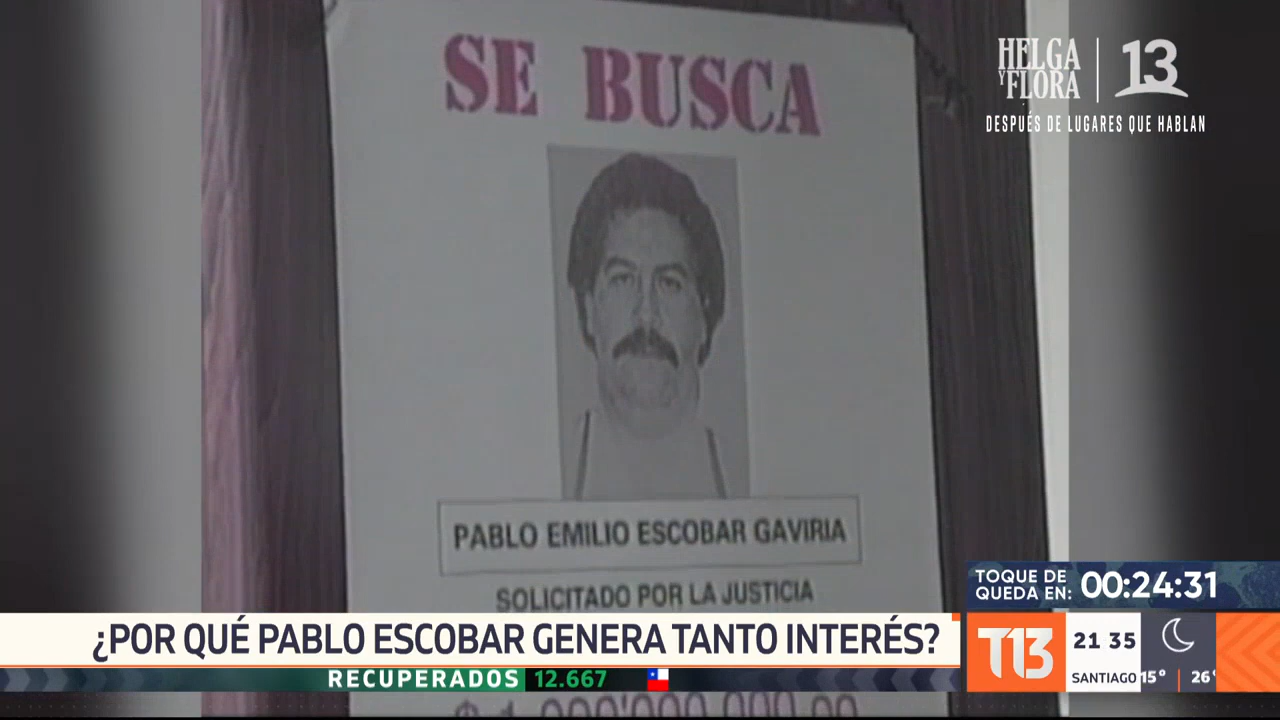 SE BUSCA
HELGA
Y FLORA
13
DESPUÉS DE LUGARES QUE HABLAN
PABLO EMILIO ESCOBAR GAVIRIA
SOLICITADO POR LA JUSTICIA
TOQUE DE
QUEDA EN: 00:24:31
¿POR QUÉ PABLO ESCOBAR GENERA TANTO INTERÉS?
T13
21 35
SANTIAGO 15° 26°
RECUPERADOS 12.667